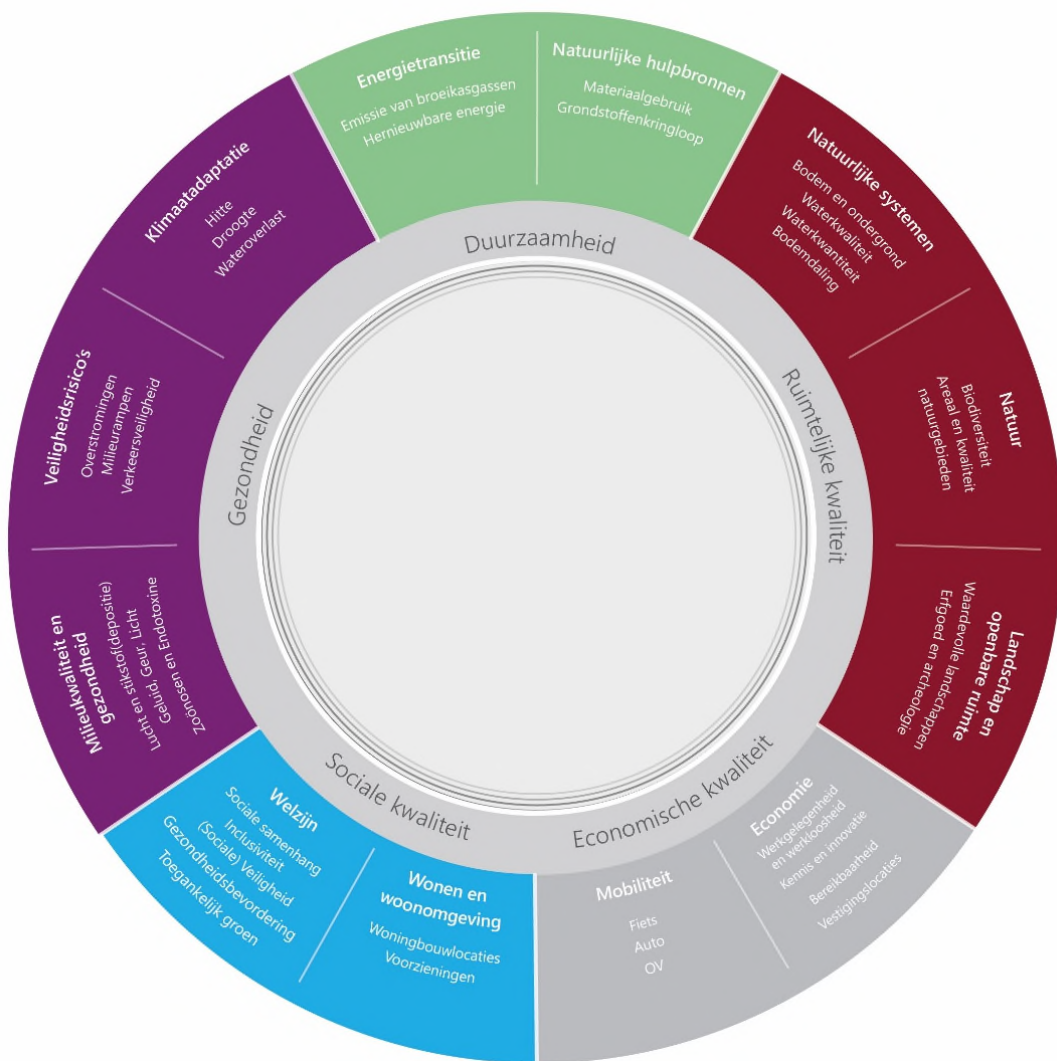 Energietransitie
Emissie van broeikasgassen
Hernieuwbare energie
Natuurlijke hulpbronnen
Materiaalgebruik
Grondstoffenkringloop
Natuurlijke systemen
Bodem en ondergrond
Waterkwaliteit
Waterkwantiteit
Bodemdaling
Natuur
Biodiversiteit
Areaal en kwaliteit
natuurgebieden
Landschap en
openbare ruimte
Waardevolle landschappen
Erfgoed en archeologie
Economie
Werkgelegenheid
en werkloosheid
Kennis en innovatie
Bereikbaarheid
Vestigingslocaties
Mobiliteit
Fiets
Auto
OV
Wonen en
woonomgeving
Woningbouwlocaties
Voorzieningen
Welzijn
Sociale samenhang
Inclusiviteit
(Sociale) Veiligheid
Gezondheidsbevordering
Toegankelijk groen
Milieukwaliteit en
gezondheid
Lucht en stikstof(depositie)
Geluid, Geur, Licht
Zoönosen en Endotoxine
Veiligheidsrisico's
Overstromingen
Milieurampen
Verkeersveiligheid
Klimaatadaptatie
Hitte
Droogte
Wateroverlast
Duurzaamheid
Ruimtelijke kwaliteit
Economische kwaliteit
Sociale kwaliteit
Gezondheid